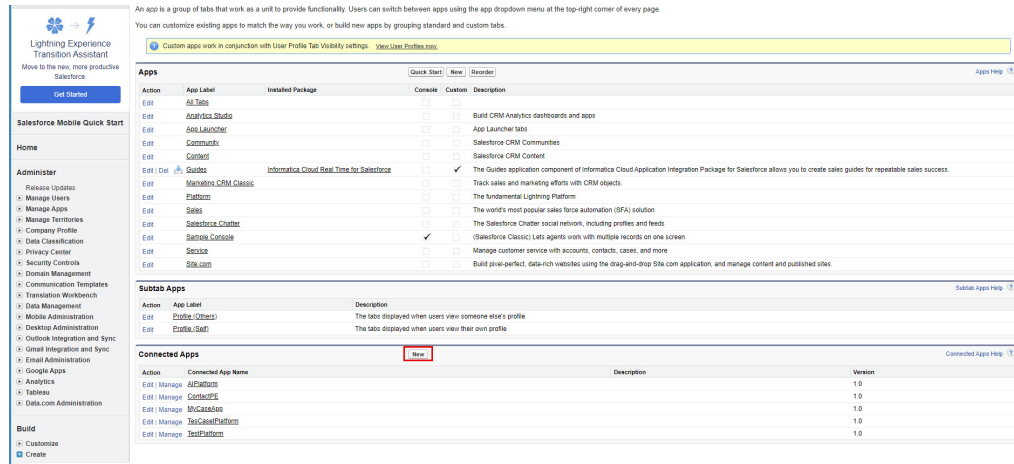 An app is a group of tabs that work as a unit to provide functionality. Users can switch between apps using the app dropdown menu at the top-right corner of every page.
You can customize existing apps to match the way you work, or build new apps by grouping standard and custom tabs.
Custom apps work in conjunction with User Profile Tab Visibility settings. View User Profiles now.
Lightning Experience
Transition Assistant
Move to the new, more productive
Salesforce.
Get Started
Salesforce Mobile Quick Start
Home
Administer
Release Updates
Manage Users
Manage Apps
Manage Territories
Company Profile
Data Classification
Privacy Center
Security Controls
Domain Management
Communication Templates
Translation Workbench
Data Management
Mobile Administration
Desktop Administration
Outlook Integration and Sync
Gmail Integration and Sync
Email Administration
Google Apps
Analytics
Tableau
Data.com Administration
Build
Customize
Create
Apps Quick Start New Reorder Apps Help ?
Action App Label Installed Package Console Custom Description
Edit All Tabs
Edit Analytics Studio Build CRM Analytics dashboards and apps
Edit App Launcher App Launcher tabs
Edit Community Salesforce CRM Communities
Edit Content Salesforce CRM Content
Edit | Del Guides Informatica Cloud Real Time for Salesforce ✓ The Guides application component of Informatica Cloud Application Integration Package for Salesforce allows you to create sales guides for repeatable sales success.
Edit Marketing CRM Classic Track sales and marketing efforts with CRM objects.
Edit Platform The fundamental Lightning Platform
Edit Sales The world's most popular sales force automation (SFA) solution
Edit Salesforce Chatter The Salesforce Chatter social network, including profiles and feeds
Edit Sample Console ✓ (Salesforce Classic) Lets agents work with multiple records on one screen
Edit Service Manage customer service with accounts, contacts, cases, and more
Edit Site.com Build pixel-perfect, data-rich websites using the drag-and-drop Site.com application, and manage content and published sites.
Subtab Apps Subtab Apps Help ?
Action App Label Description
Edit Profile (Others) The tabs displayed when users view someone else's profile
Edit Profile (Self) The tabs displayed when users view their own profile
Connected Apps New Connected Apps Help ?
Action Connected App Name Description Version
Edit | Manage AIPlatform 1.0
Edit | Manage ContactPE 1.0
Edit | Manage MyCaseApp 1.0
Edit | Manage TesCasetPlatform 1.0
Edit | Manage TestPlatform 1.0